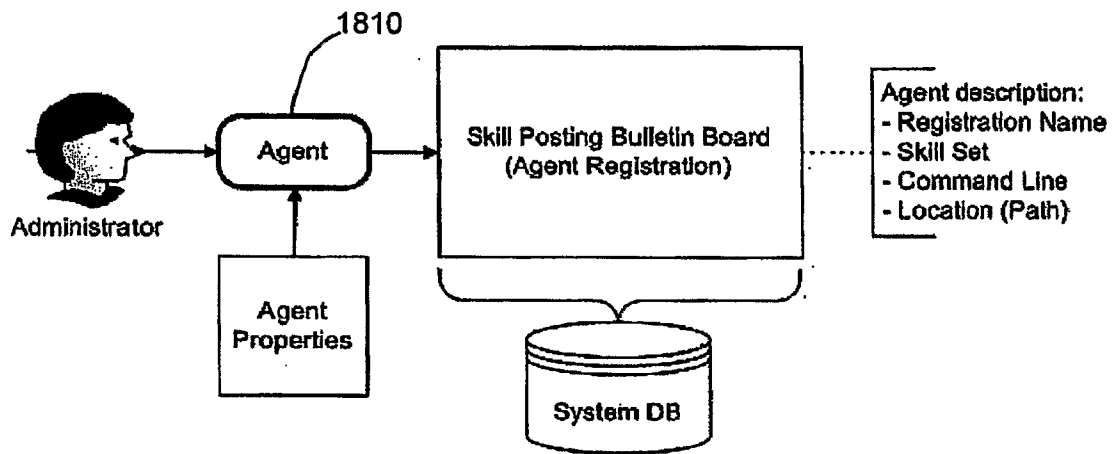 1810
Administrator
Agent
Agent
Properties
Skill Posting Bulletin Board
(Agent Registration)
System DB
Agent description:
- Registration Name
- Skill Set
- Command Line
- Location (Path)